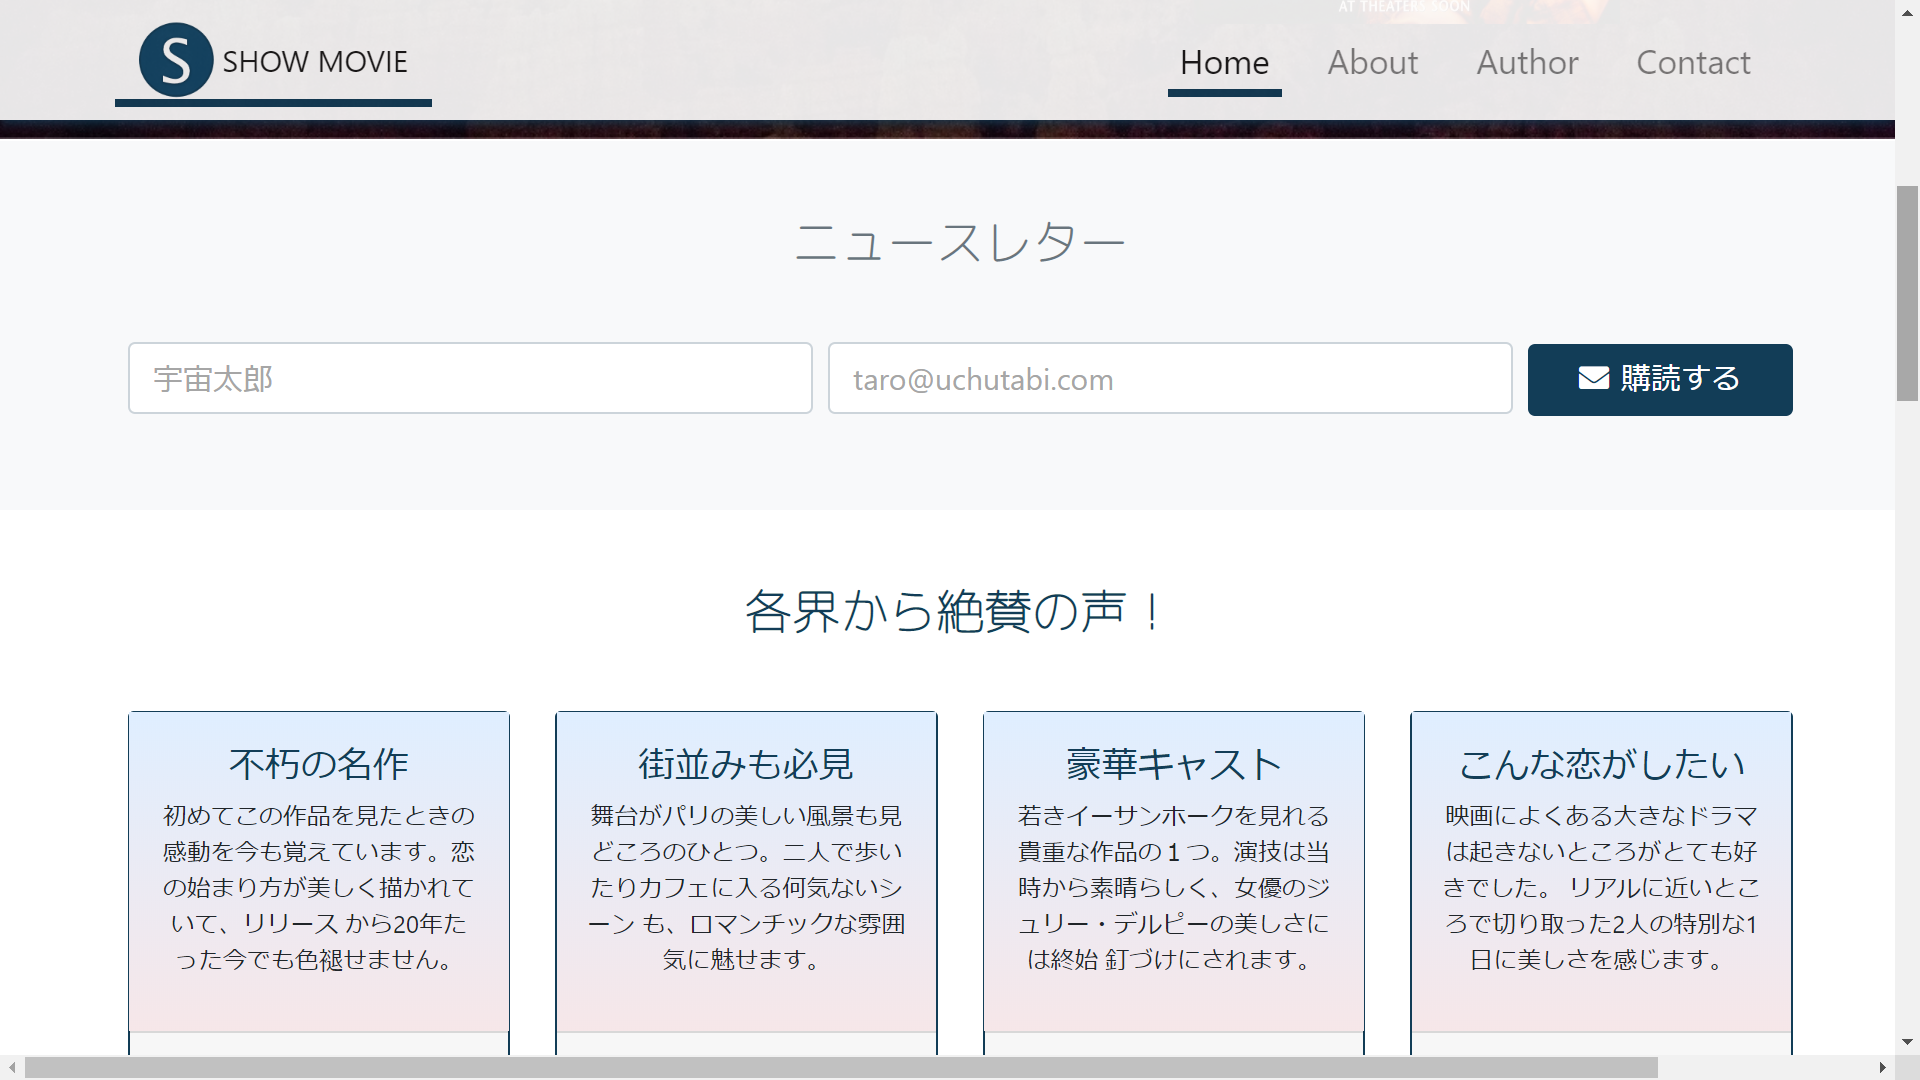 AT THEATERS SOON
S SHOW MOVIE
Home About Author Contact
ニュースレター
宇宙太郎 taro@uchutabi.com 購読する
各界から絶賛の声！
不朽の名作
初めてこの作品を見たときの
感動を今も覚えています。恋
の始まり方が美しく描かれて
いて、リリース から20年た
った今でも色褪せません。
街並みも必見
舞台がパリの美しい風景も見
どころのひとつ。二人で歩い
たりカフェに入る何気ないシ
ーン も、ロマンチックな雰囲
気に魅せます。
豪華キャスト
若きイーサンホークを見れる
貴重な作品の１つ。演技は当
時から素晴らしく、女優のジ
ュリー・デルピーの美しさに
は終始 釘づけにされます。
こんな恋がしたい
映画によくある大きなドラマ
は起きないところがとても好
きでした。 リアルに近いとこ
ろで切り取った2人の特別な1
日に美しさを感じます。